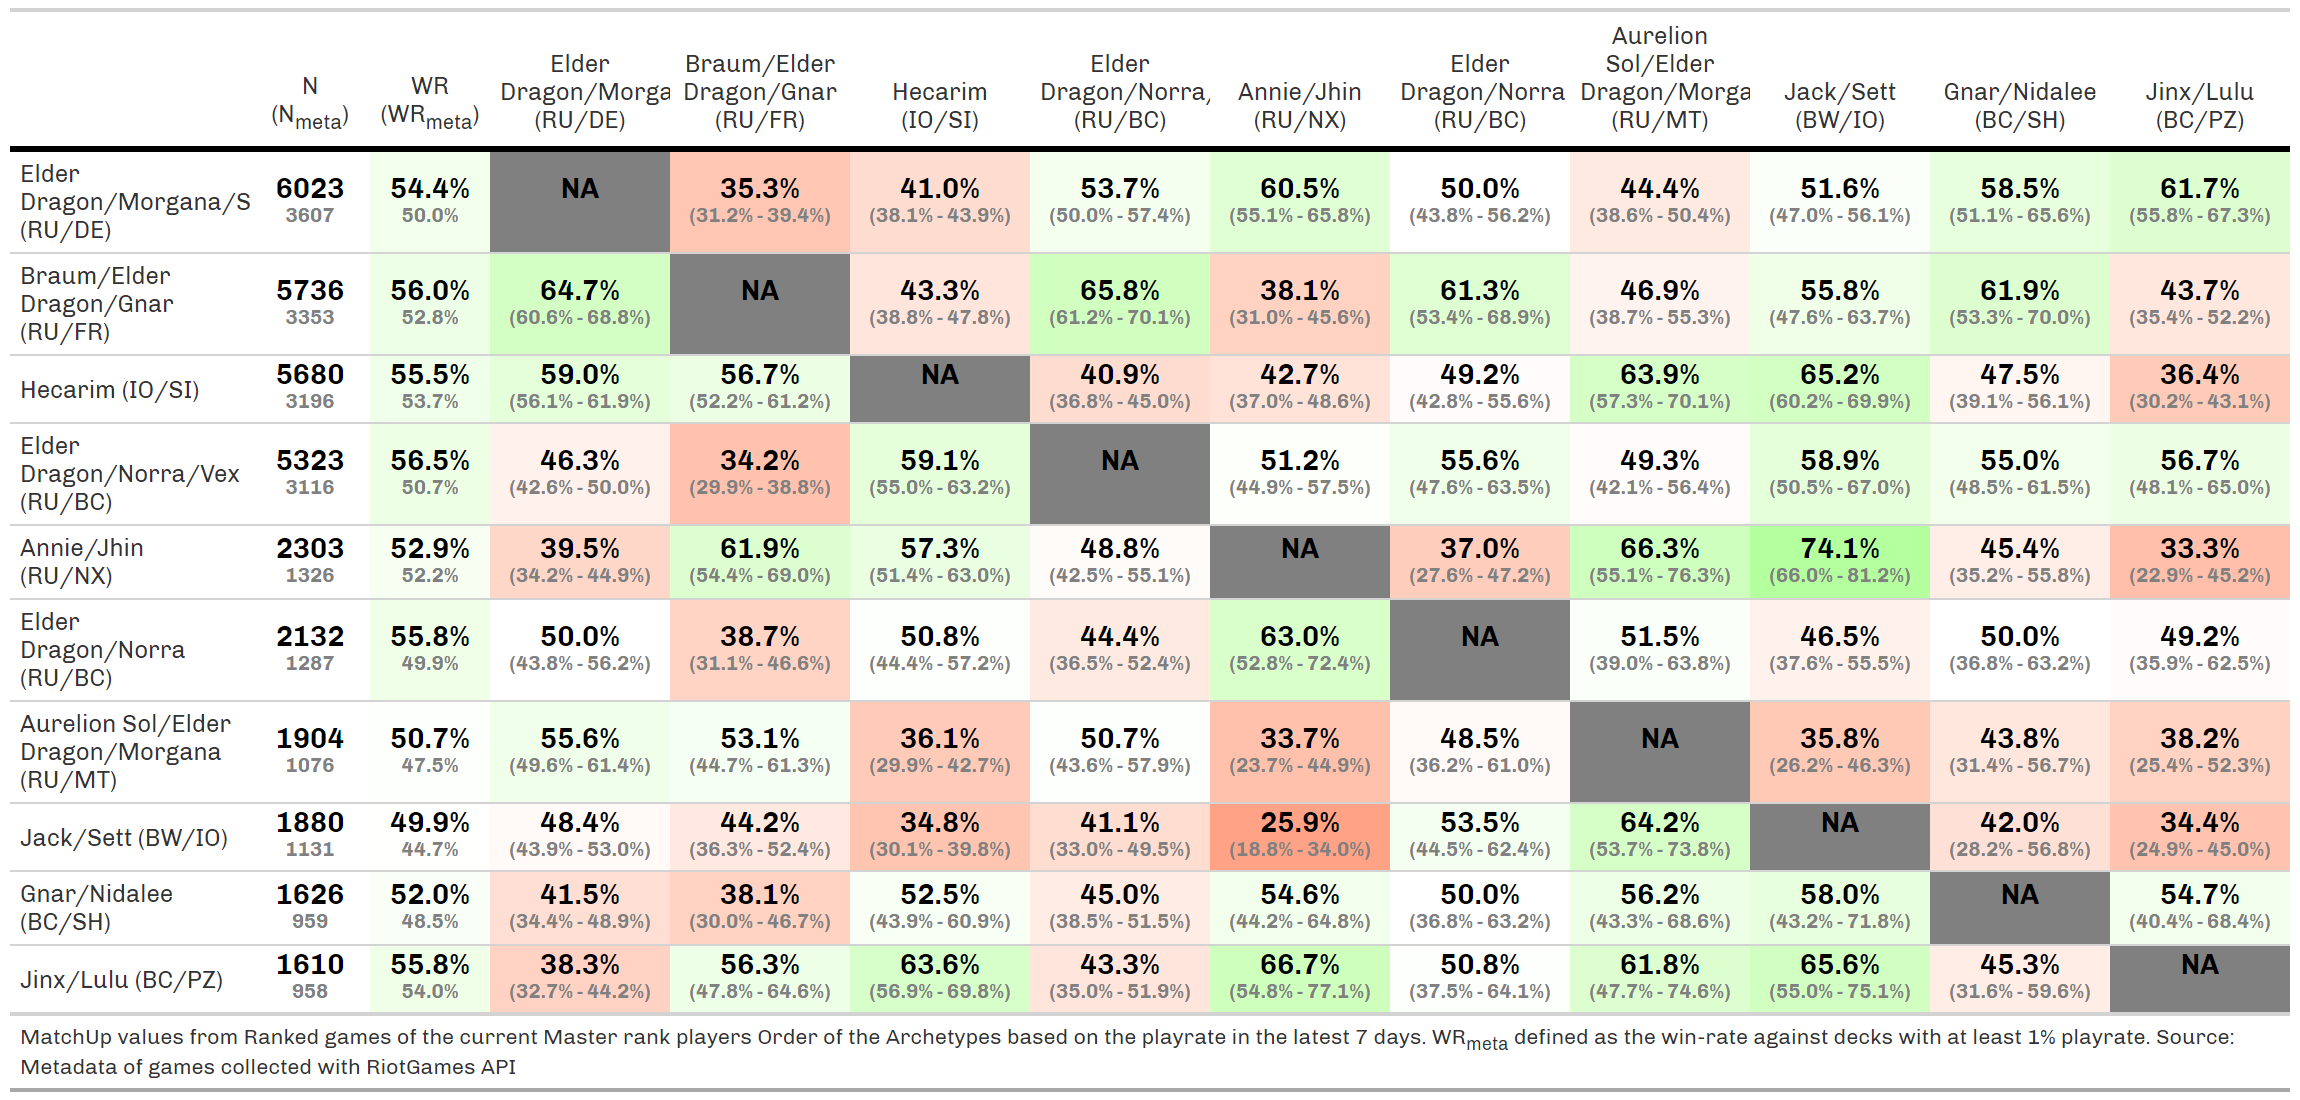 N (Nmeta) WR (WRmeta) Elder Dragon/Morga (RU/DE) Braum/Elder Dragon/Gnar (RU/FR) Hecarim (IO/SI) Elder Dragon/Norra, (RU/BC) Annie/Jhin (RU/NX) Elder Dragon/Norra (RU/BC) Aurelion Sol/Elder Dragon/Morga (RU/MT) Jack/Sett (BW/IO) Gnar/Nidalee (BC/SH) Jinx/Lulu (BC/PZ)
Elder Dragon/Morgana/S (RU/DE) 6023 54.4% NA 35.3% 41.0% 53.7% 60.5% 50.0% 44.4% 51.6% 58.5% 61.7%
3607 50.0% (31.2% - 39.4%) (38.1% - 43.9%) (50.0% - 57.4%) (55.1% - 65.8%) (43.8% - 56.2%) (38.6% - 50.4%) (47.0% - 56.1%) (51.1% - 65.6%) (55.8% - 67.3%)
Braum/Elder Dragon/Gnar (RU/FR) 5736 56.0% 64.7% NA 43.3% 65.8% 38.1% 61.3% 46.9% 55.8% 61.9% 43.7%
3353 52.8% (60.6% - 68.8%) (38.8% - 47.8%) (61.2% - 70.1%) (31.0% - 45.6%) (53.4% - 68.9%) (38.7% - 55.3%) (47.6% - 63.7%) (53.3% - 70.0%) (35.4% - 52.2%)
Hecarim (IO/SI) 5680 55.5% 59.0% 56.7% NA 40.9% 42.7% 49.2% 63.9% 65.2% 47.5% 36.4%
3196 53.7% (56.1% - 61.9%) (52.2% - 61.2%) (36.8% - 45.0%) (37.0% - 48.6%) (42.8% - 55.6%) (57.3% - 70.1%) (60.2% - 69.9%) (39.1% - 56.1%) (30.2% - 43.1%)
Elder Dragon/Norra/Vex (RU/BC) 5323 56.5% 46.3% 34.2% 59.1% NA 51.2% 55.6% 49.3% 58.9% 55.0% 56.7%
3116 50.7% (42.6% - 50.0%) (29.9% - 38.8%) (55.0% - 63.2%) (44.9% - 57.5%) (47.6% - 63.5%) (42.1% - 56.4%) (50.5% - 67.0%) (48.5% - 61.5%) (48.1% - 65.0%)
Annie/Jhin (RU/NX) 2303 52.9% 39.5% 61.9% 57.3% 48.8% NA 37.0% 66.3% 74.1% 45.4% 33.3%
1326 52.2% (34.2% - 44.9%) (54.4% - 69.0%) (51.4% - 63.0%) (42.5% - 55.1%) (27.6% - 47.2%) (55.1% - 76.3%) (66.0% - 81.2%) (35.2% - 55.8%) (22.9% - 45.2%)
Elder Dragon/Norra (RU/BC) 2132 55.8% 50.0% 38.7% 50.8% 44.4% 63.0% NA 51.5% 46.5% 50.0% 49.2%
1287 49.9% (43.8% - 56.2%) (31.1% - 46.6%) (44.4% - 57.2%) (36.5% - 52.4%) (52.8% - 72.4%) (39.0% - 63.8%) (37.6% - 55.5%) (36.8% - 63.2%) (35.9% - 62.5%)
Aurelion Sol/Elder Dragon/Morgana (RU/MT) 1904 50.7% 55.6% 53.1% 36.1% 50.7% 33.7% 48.5% NA 35.8% 43.8% 38.2%
1076 47.5% (49.6% - 61.4%) (44.7% - 61.3%) (29.9% - 42.7%) (43.6% - 57.9%) (23.7% - 44.9%) (36.2% - 61.0%) (26.2% - 46.3%) (31.4% - 56.7%) (25.4% - 52.3%)
Jack/Sett (BW/IO) 1880 49.9% 48.4% 44.2% 34.8% 41.1% 25.9% 53.5% 64.2% NA 42.0% 34.4%
1131 44.7% (43.9% - 53.0%) (36.3% - 52.4%) (30.1% - 39.8%) (33.0% - 49.5%) (18.8% - 34.0%) (44.5% - 62.4%) (53.7% - 73.8%) (28.2% - 56.8%) (24.9% - 45.0%)
Gnar/Nidalee (BC/SH) 1626 52.0% 41.5% 38.1% 52.5% 45.0% 54.6% 50.0% 56.2% 58.0% NA 54.7%
959 48.5% (34.4% - 48.9%) (30.0% - 46.7%) (43.9% - 60.9%) (38.5% - 51.5%) (44.2% - 64.8%) (36.8% - 63.2%) (43.3% - 68.6%) (43.2% - 71.8%) (40.4% - 68.4%)
Jinx/Lulu (BC/PZ) 1610 55.8% 38.3% 56.3% 63.6% 43.3% 66.7% 50.8% 61.8% 65.6% 45.3% NA
958 54.0% (32.7% - 44.2%) (47.8% - 64.6%) (56.9% - 69.8%) (35.0% - 51.9%) (54.8% - 77.1%) (37.5% - 64.1%) (47.7% - 74.6%) (55.0% - 75.1%) (31.6% - 59.6%)
MatchUp values from Ranked games of the current Master rank players Order of the Archetypes based on the playrate in the latest 7 days. WRmeta defined as the win-rate against decks with at least 1% playrate. Source:
Metadata of games collected with RiotGames API